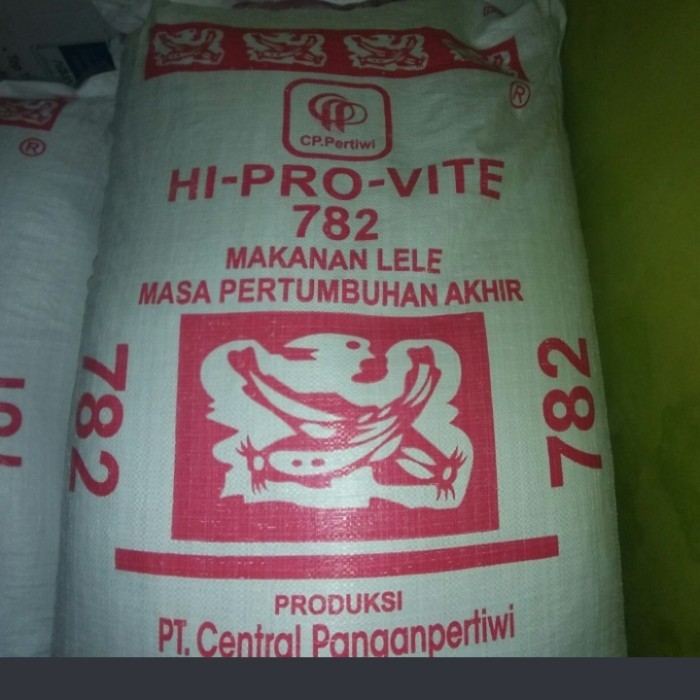 ®
CP.Pertiwi
HI-PRO-VITE
782
MAKANAN LELE
MASA PERTUMBUHAN AKHIR
782
782
PRODUKSI
PT. Central Panganpertiwi
®